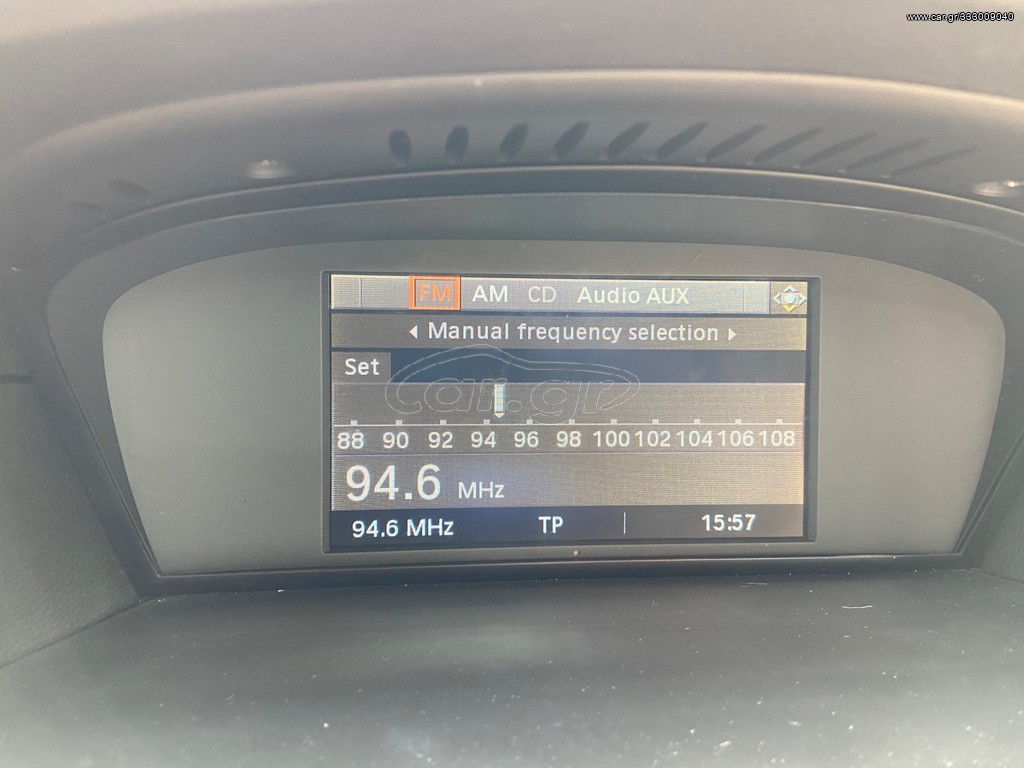 www.car.gr/333009040
FM AM CD Audio AUX
Manual frequency selection
Set
car.gr
88 90 92 94 96 98 100 102 104 106 108
94.6 MHz
94.6 MHz TP 15:57